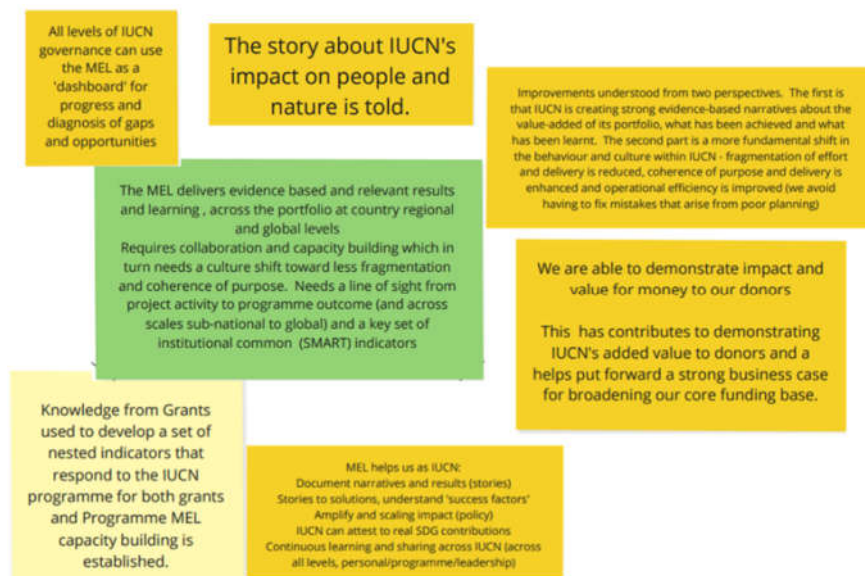 All levels of IUCN
governance can use
the MEL as a
'dashboard' for
progress and
diagnosis of gaps
and opportunities
The story about IUCN's
impact on people and
nature is told.
Improvements understood from two perspectives. The first is
that IUCN is creating strong evidence-based narratives about the
value-added of its portfolio, what has been achieved and what
has been learnt. The second part is a more fundamental shift in
the behaviour and culture within IUCN - fragmentation of effort
and delivery is reduced, coherence of purpose and delivery is
enhanced and operational efficiency is improved (we avoid
having to fix mistakes that arise from poor planning)
The MEL delivers evidence based and relevant results
and learning , across the portfolio at country regional
and global levels
Requires collaboration and capacity building which in
turn needs a culture shift toward less fragmentation
and coherence of purpose. Needs a line of sight from
project activity to programme outcome (and across
scales sub-national to global) and a key set of
institutional common (SMART) indicators
We are able to demonstrate impact and
value for money to our donors
This has contributes to demonstrating
IUCN's added value to donors and a
helps put forward a strong business case
for broadening our core funding base.
Knowledge from Grants
used to develop a set of
nested indicators that
respond to the IUCN
programme for both grants
and Programme MEL
capacity building is
established.
MEL helps us as IUCN:
Document narratives and results (stories)
Stories to solutions, understand 'success factors'
Amplify and scaling impact (policy)
IUCN can attest to real SDG contributions
Continuous learning and sharing across IUCN (across
all levels, personal/programme/leadership)